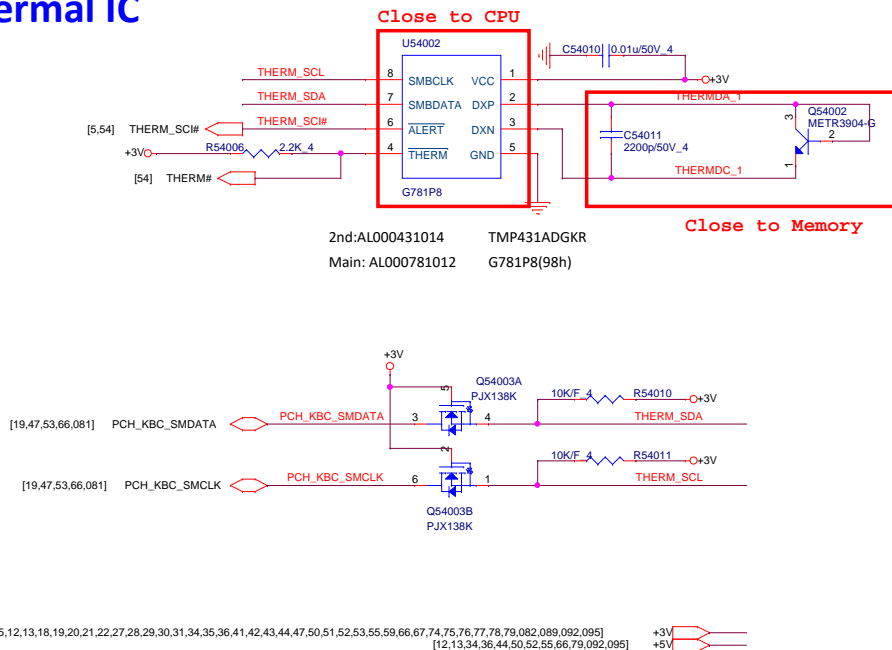 ermal IC
Close to CPU
U54002
C54010 0.01u/50V_4
THERM_SCL 8 SMBCLK VCC 1 +3V
THERM_SDA 7 SMBDATA DXP 2 THERMDA_1
[5,54] THERM_SCI# THERM_SCI# 6 ALERT DXN 3
+3V R54006 2.2K_4 4 THERM GND 5
[54] THERM#
G781P8
C54011
2200p/50V_4
Q54002
METR3904-G
3
2
1
THERMDC_1
Close to Memory
2nd:AL000431014 TMP431ADGKR
Main: AL000781012 G781P8(98h)
+3V
Q54003A
PJX138K
5
10K/F_4 R54010 +3V
[19,47,53,66,081] PCH_KBC_SMDATA PCH_KBC_SMDATA 3 4 THERM_SDA
2
10K/F_4 R54011 +3V
[19,47,53,66,081] PCH_KBC_SMCLK PCH_KBC_SMCLK 6 1 THERM_SCL
Q54003B
PJX138K
5,12,13,18,19,20,21,22,27,28,29,30,31,34,35,36,41,42,43,44,47,50,51,52,53,55,59,66,67,74,75,76,77,78,79,082,089,092,095] +3V
[12,13,34,36,44,50,52,55,66,79,092,095] +5V